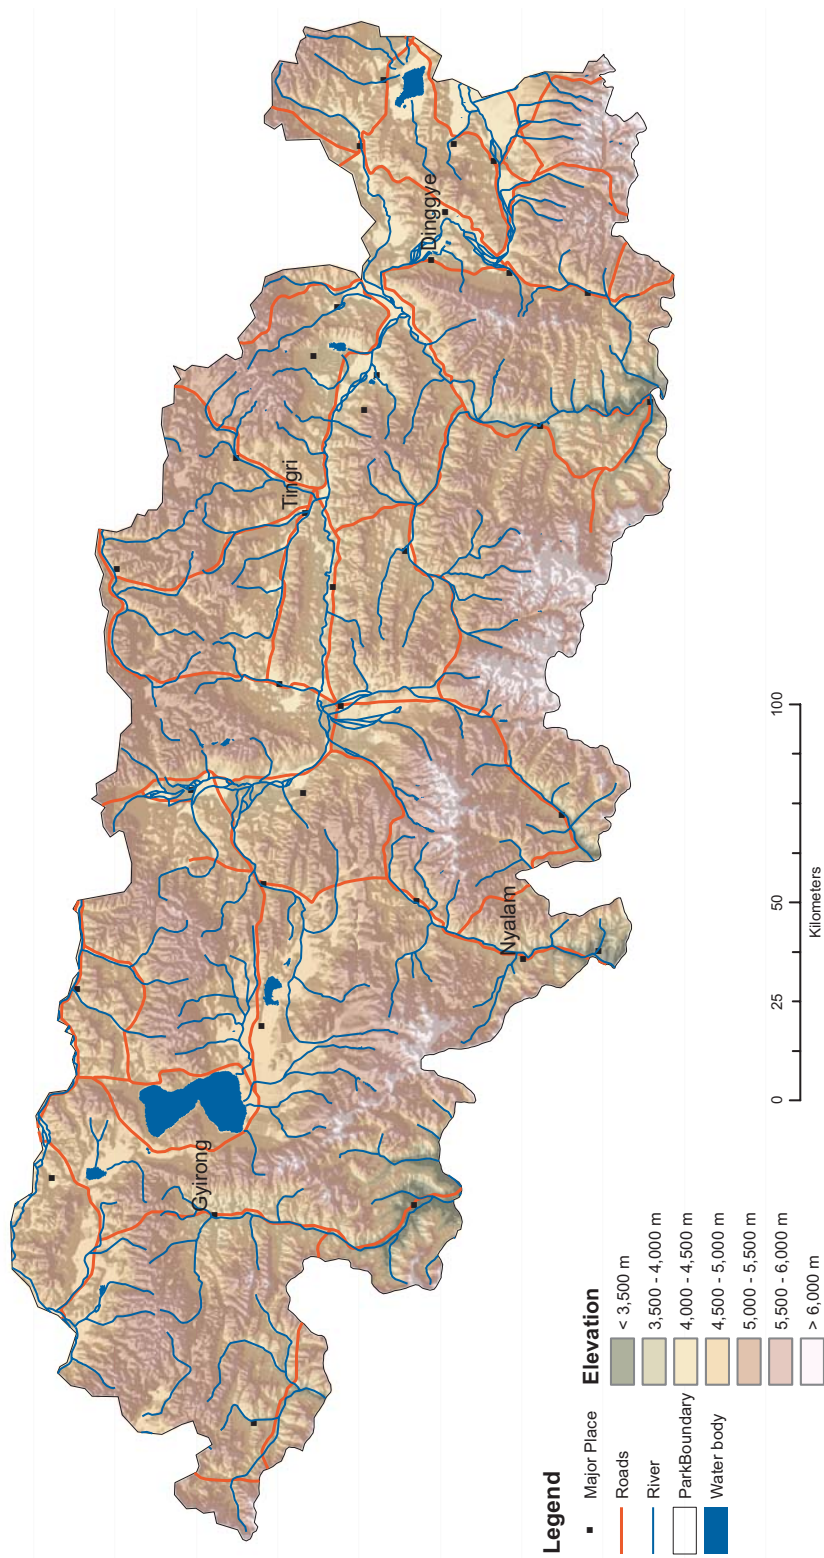 Gyirong
Nyalam
Tingri
Dinggye
Legend
Major Place
Roads
River
ParkBoundary
Water body
Elevation
< 3,500 m
3,500 - 4,000 m
4,000 - 4,500 m
4,500 - 5,000 m
5,000 - 5,500 m
5,500 - 6,000 m
> 6,000 m
0 25 50 100
Kilometers